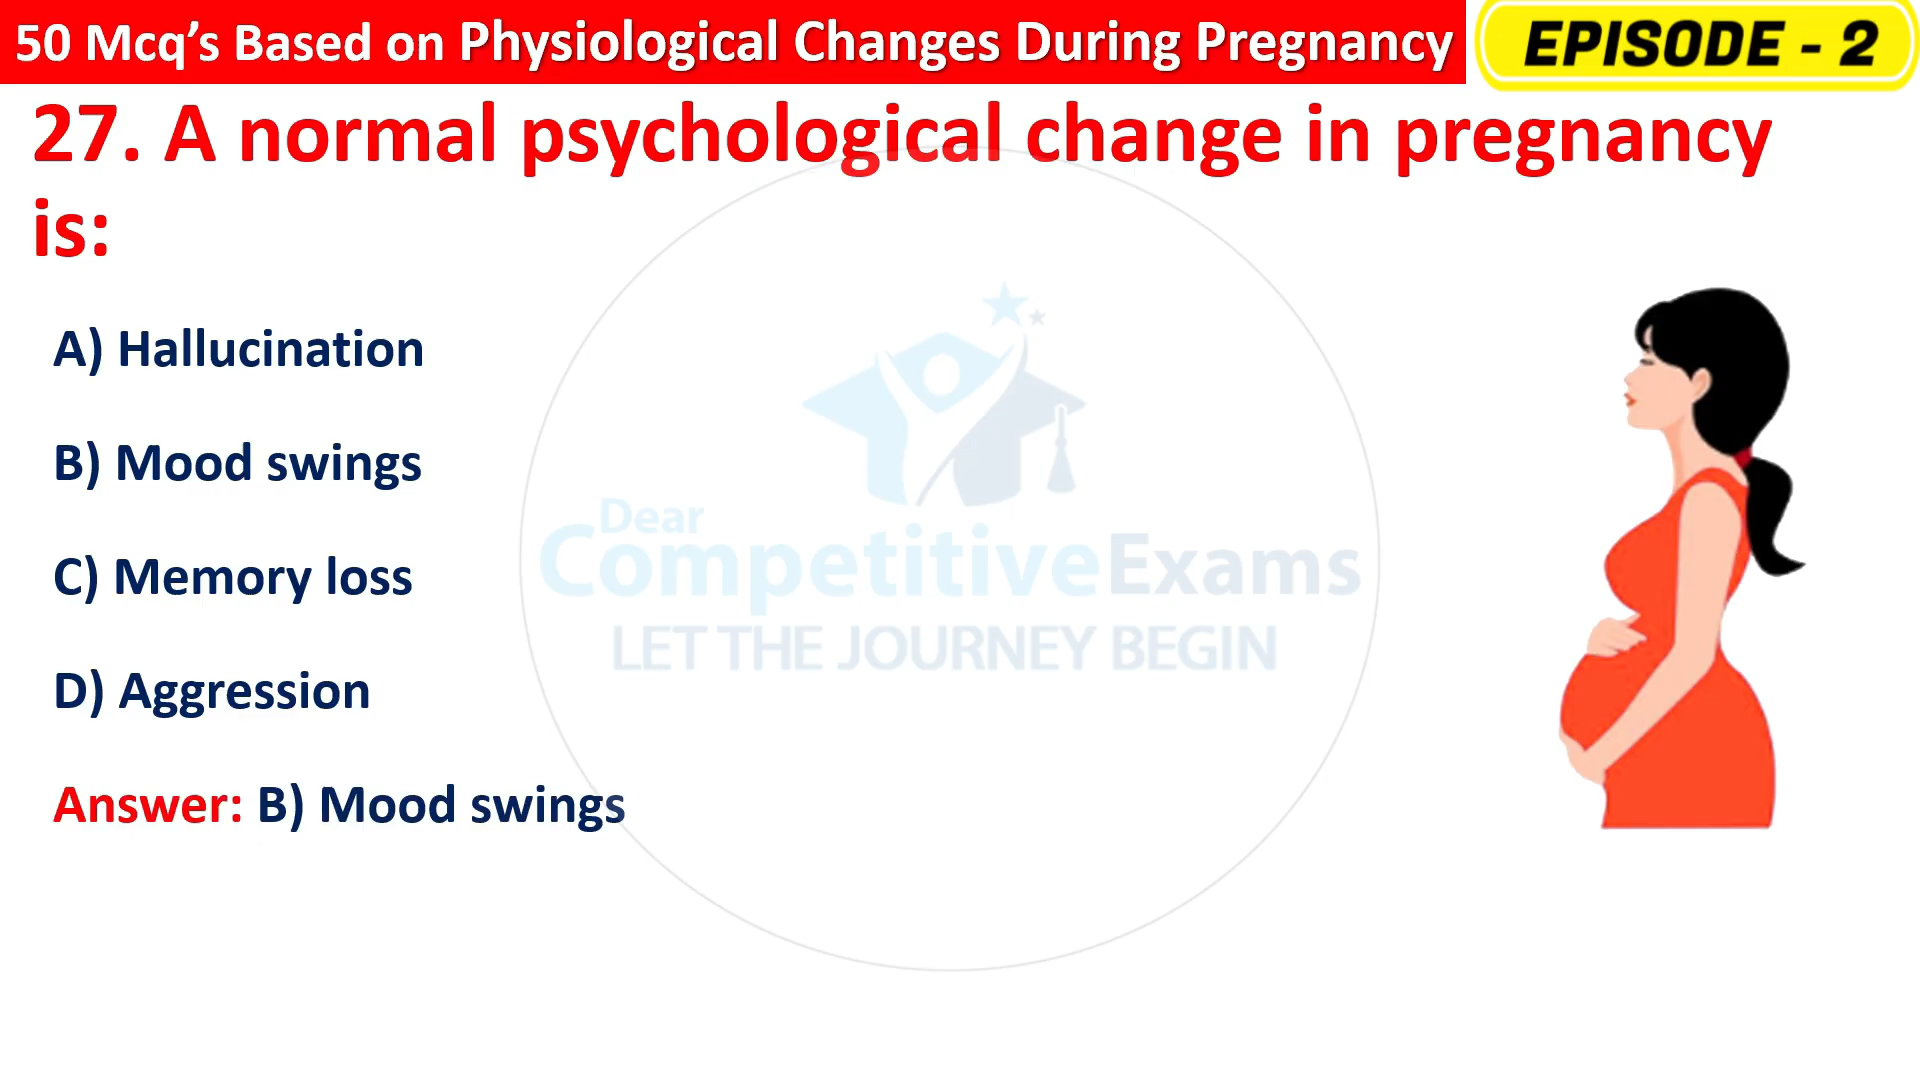 50 Mcq’s Based on Physiological Changes During Pregnancy
EPISODE - 2
27. A normal psychological change in pregnancy
is:
A) Hallucination
B) Mood swings
C) Memory loss
D) Aggression
Answer: B) Mood swings
Dear
CompetitiveExams
LET THE JOURNEY BEGIN